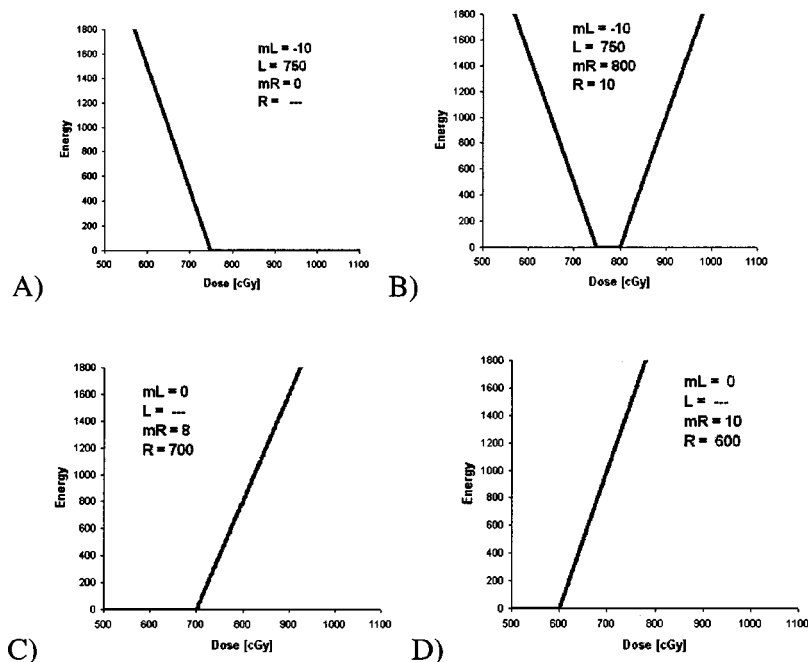 1800
1600
1400
1200
1000
800
600
400
200
0
Energy
mL = -10
L = 750
mR = 0
R = ---
500 600 700 800 900 1000 1100
Dose [cGy]
A)
1800
1600
1400
1200
1000
800
600
400
200
0
Energy
mL = -10
L = 750
mR = 800
R = 10
500 600 700 800 900 1000 1100
Dose [cGy]
B)
1800
1600
1400
1200
1000
800
600
400
200
0
Energy
mL = 0
L = ---
mR = 8
R = 700
500 600 700 800 900 1000 1100
Dose [cGy]
C)
1800
1600
1400
1200
1000
800
600
400
200
0
Energy
mL = 0
L = ---
mR = 10
R = 600
500 600 700 800 900 1000 1100
Dose [cGy]
D)